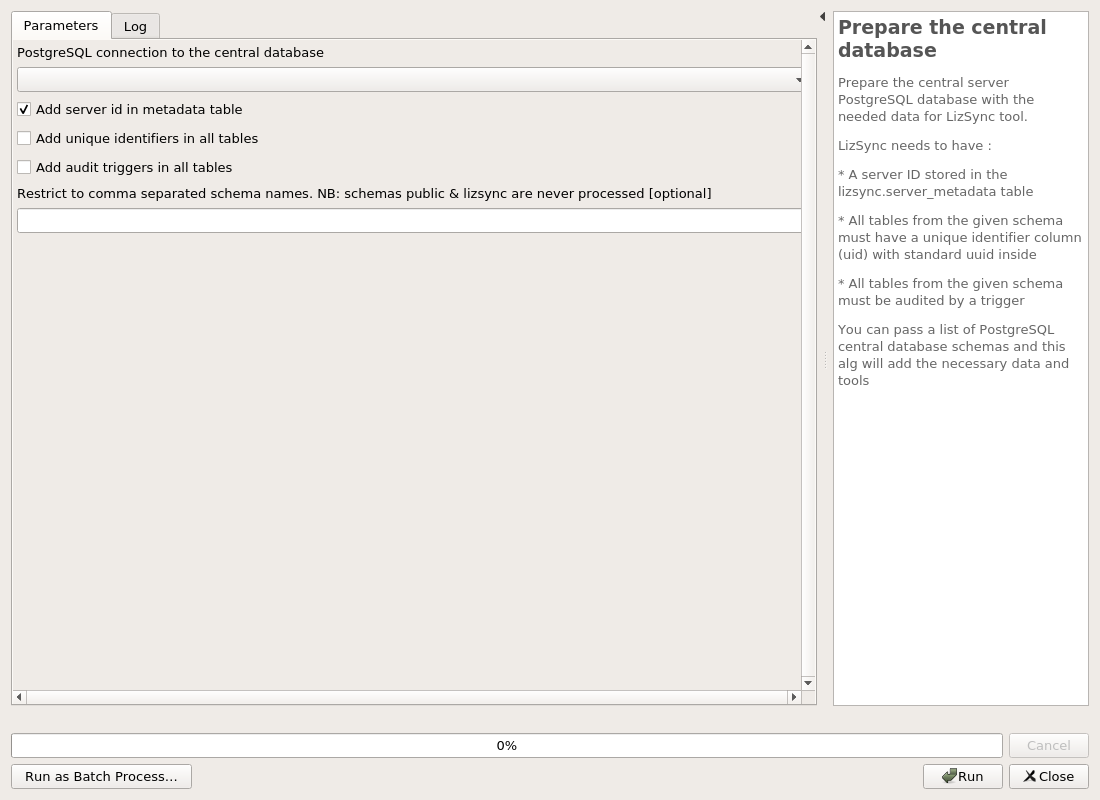 Parameters
Log
PostgreSQL connection to the central database
Add server id in metadata table
Add unique identifiers in all tables
Add audit triggers in all tables
Restrict to comma separated schema names. NB: schemas public & lizsync are never processed [optional]
Prepare the central
database
Prepare the central server
PostgreSQL database with the
needed data for LizSync tool.
LizSync needs to have :
* A server ID stored in the
lizsync.server_metadata table
* All tables from the given schema
must have a unique identifier column
(uid) with standard uuid inside
* All tables from the given schema
must be audited by a trigger
You can pass a list of PostgreSQL
central database schemas and this
alg will add the necessary data and
tools
0%
Cancel
Run as Batch Process…
Run
Close